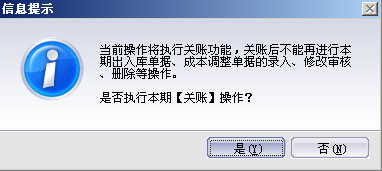 信息提示
当前操作将执行关账功能，关账后不能再进行本
期出入库单据、成本调整单据的录入、修改审核
、删除等操作。
是否执行本期【关账】操作？
是(Y) 否(N)